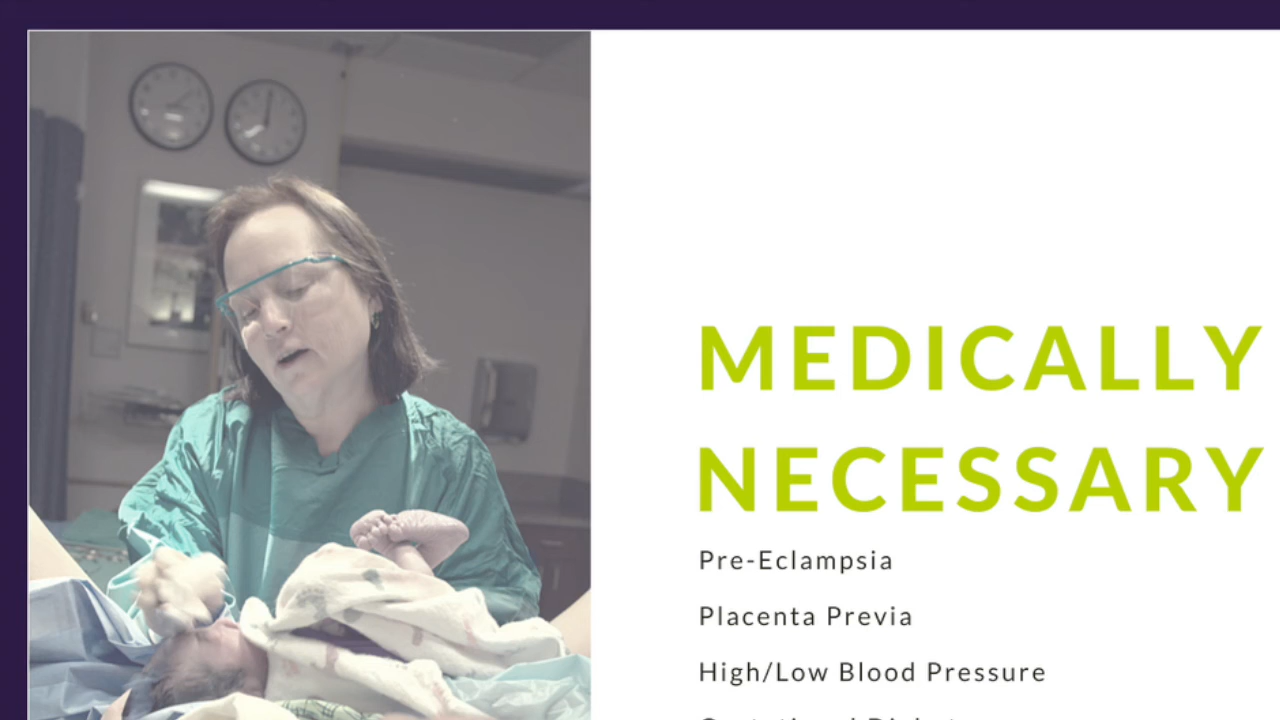 MEDICALLY
NECESSARY
Pre-Eclampsia
Placenta Previa
High/Low Blood Pressure